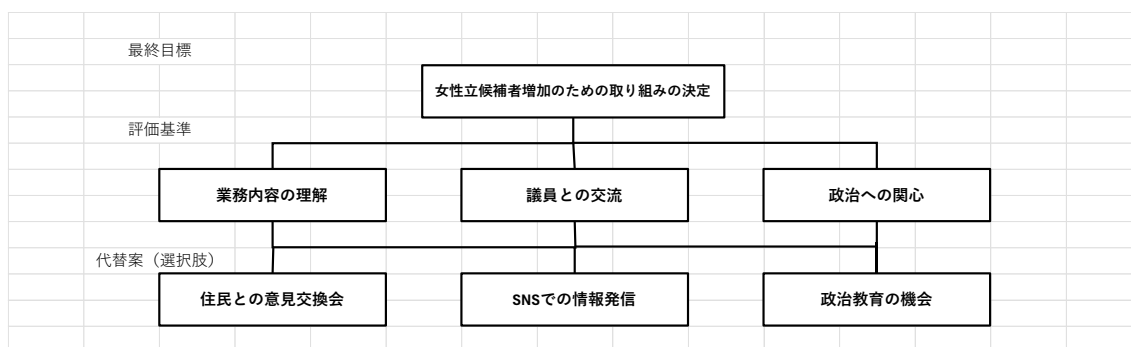 最終目標
女性立候補者増加のための取り組みの決定
評価基準
業務内容の理解
議員との交流
政治への関心
代替案（選択肢）
住民との意見交換会
SNSでの情報発信
政治教育の機会